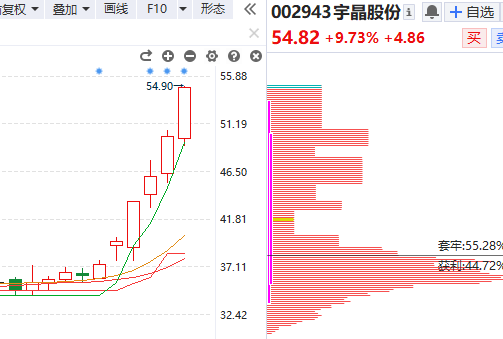 前复权 叠加 画线 F10 形态
002943宇晶股份 自选
54.82 +9.73% +4.86 买
55.88
54.90
51.19
46.50
41.81
套牢:55.28%
37.11
获利:44.72%
32.42